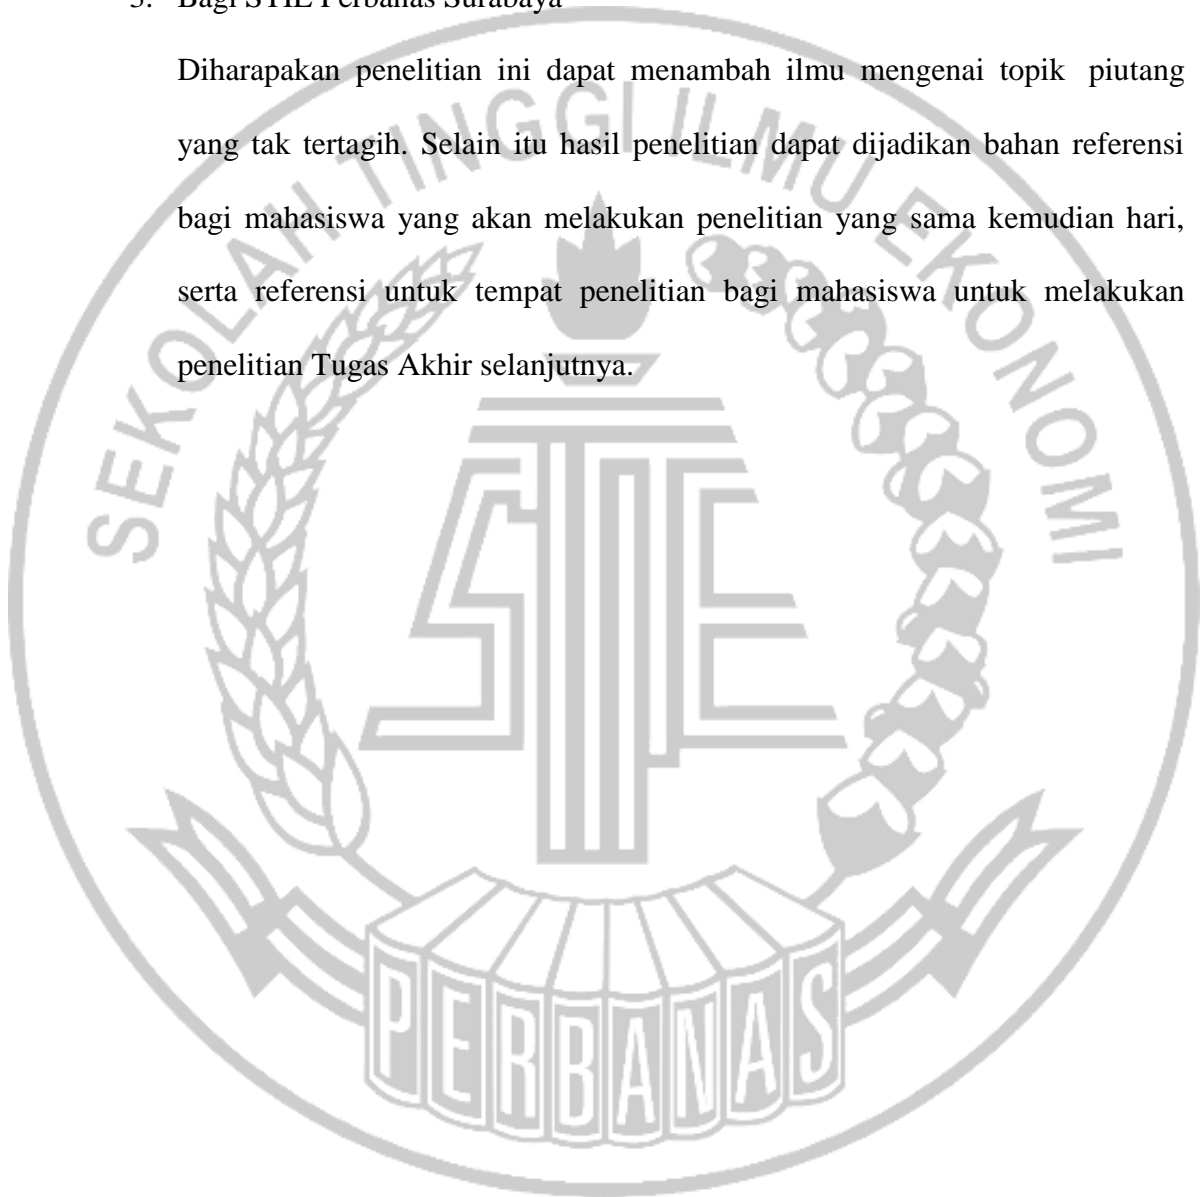 3. Bagi STIE Perbanas Surabaya
Diharapakan penelitian ini dapat menambah ilmu mengenai topik piutang
yang tak tertagih. Selain itu hasil penelitian dapat dijadikan bahan referensi
bagi mahasiswa yang akan melakukan penelitian yang sama kemudian hari,
serta referensi untuk tempat penelitian bagi mahasiswa untuk melakukan
penelitian Tugas Akhir selanjutnya.
SEKOLAH TINGGI ILMU EKONOMI
STIE
PERBANAS